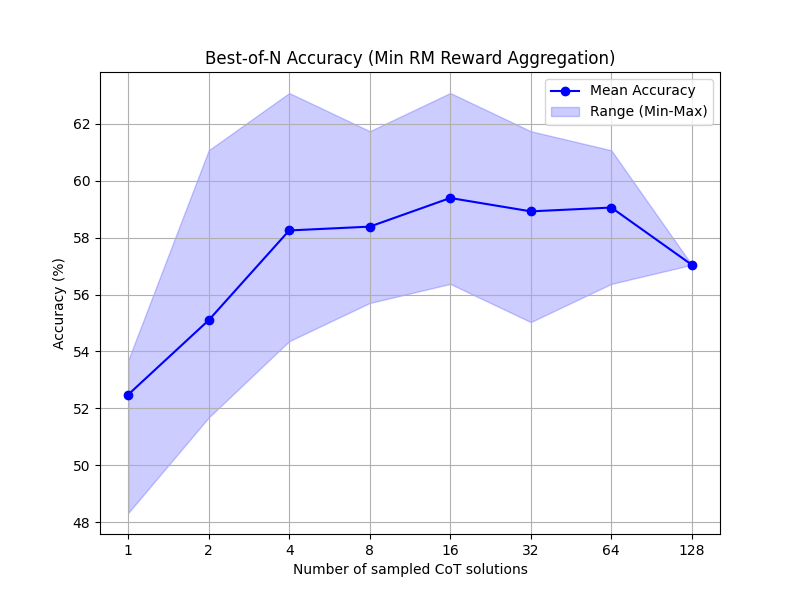 Best-of-N Accuracy (Min RM Reward Aggregation)
Mean Accuracy
Range (Min-Max)
Accuracy (%)
62
60
58
56
54
52
50
48
1 2 4 8 16 32 64 128
Number of sampled CoT solutions